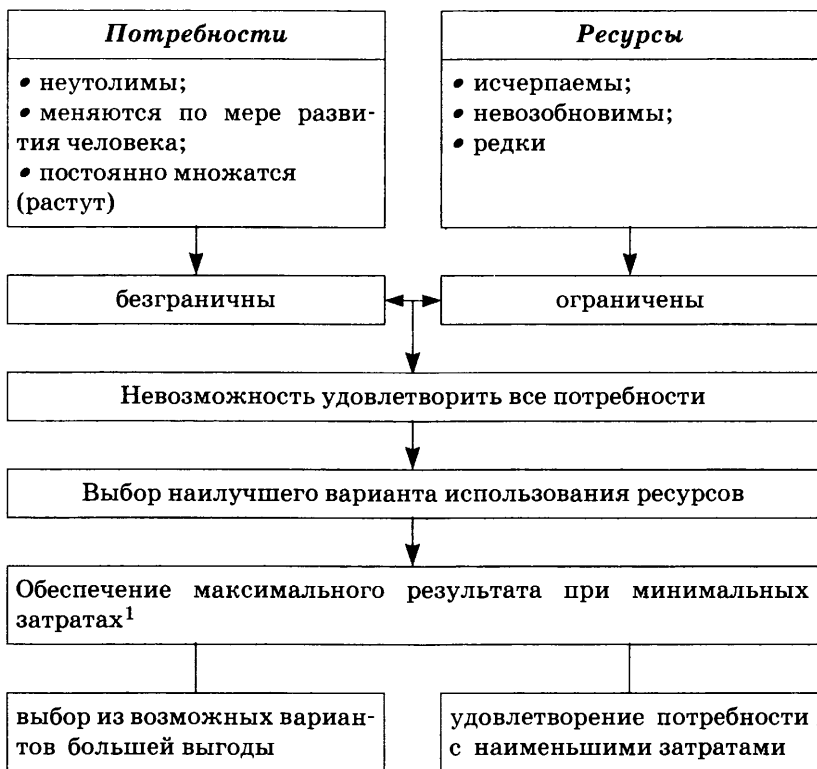 Потребности
• неутолимы;
• меняются по мере разви-
тия человека;
• постоянно множатся
(растут)
Ресурсы
• исчерпаемы;
• невозобновимы;
• редки
безграничны
ограничены
Невозможность удовлетворить все потребности
Выбор наилучшего варианта использования ресурсов
Обеспечение максимального результата при минимальных
затратах¹
выбор из возможных вариан-
тов большей выгоды
удовлетворение потребности
с наименьшими затратами